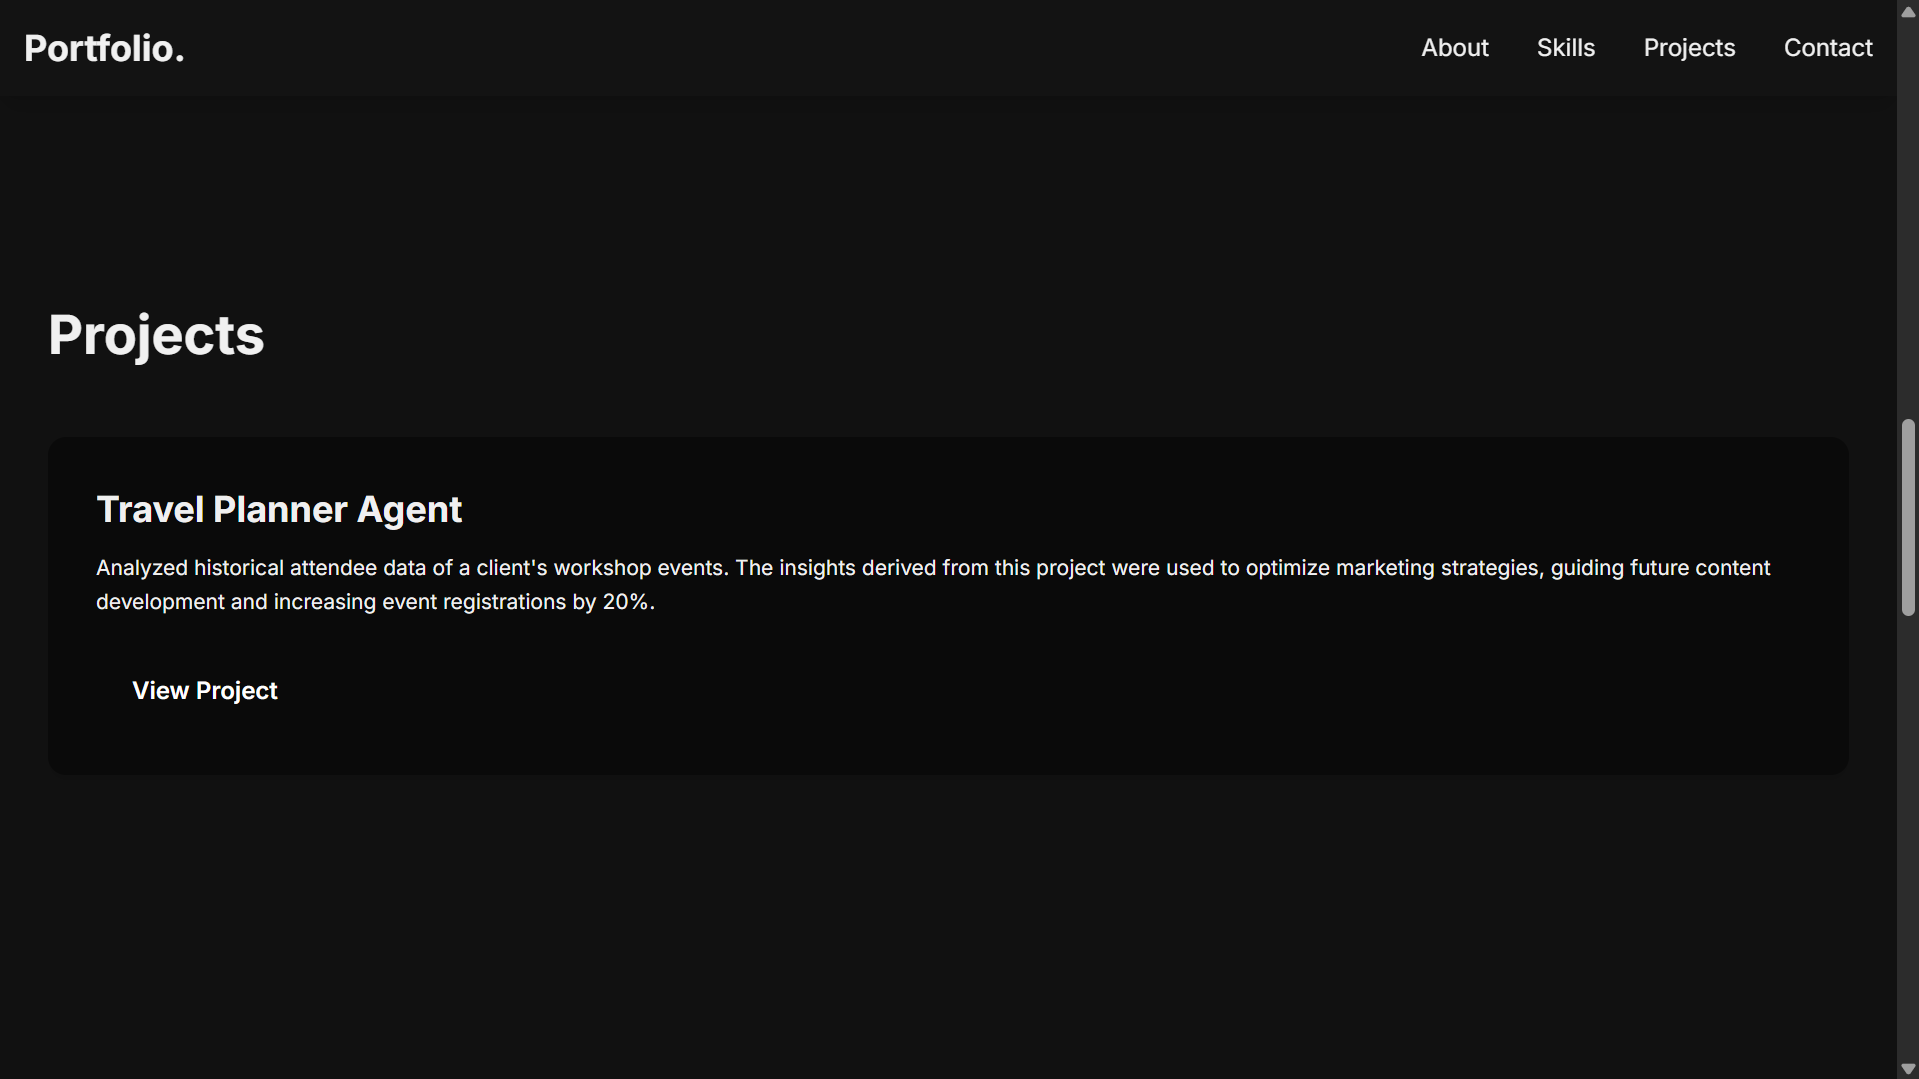 Portfolio.
About
Skills
Projects
Contact
Projects
Travel Planner Agent
Analyzed historical attendee data of a client's workshop events. The insights derived from this project were used to optimize marketing strategies, guiding future content
development and increasing event registrations by 20%.
View Project